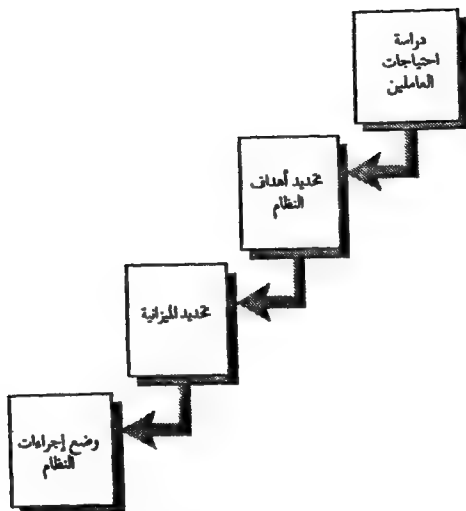 دراسة
احتياجات
العاملين
تحديد أهداف
النظام
تحديد الميزانية
وضع إجراءات
النظام